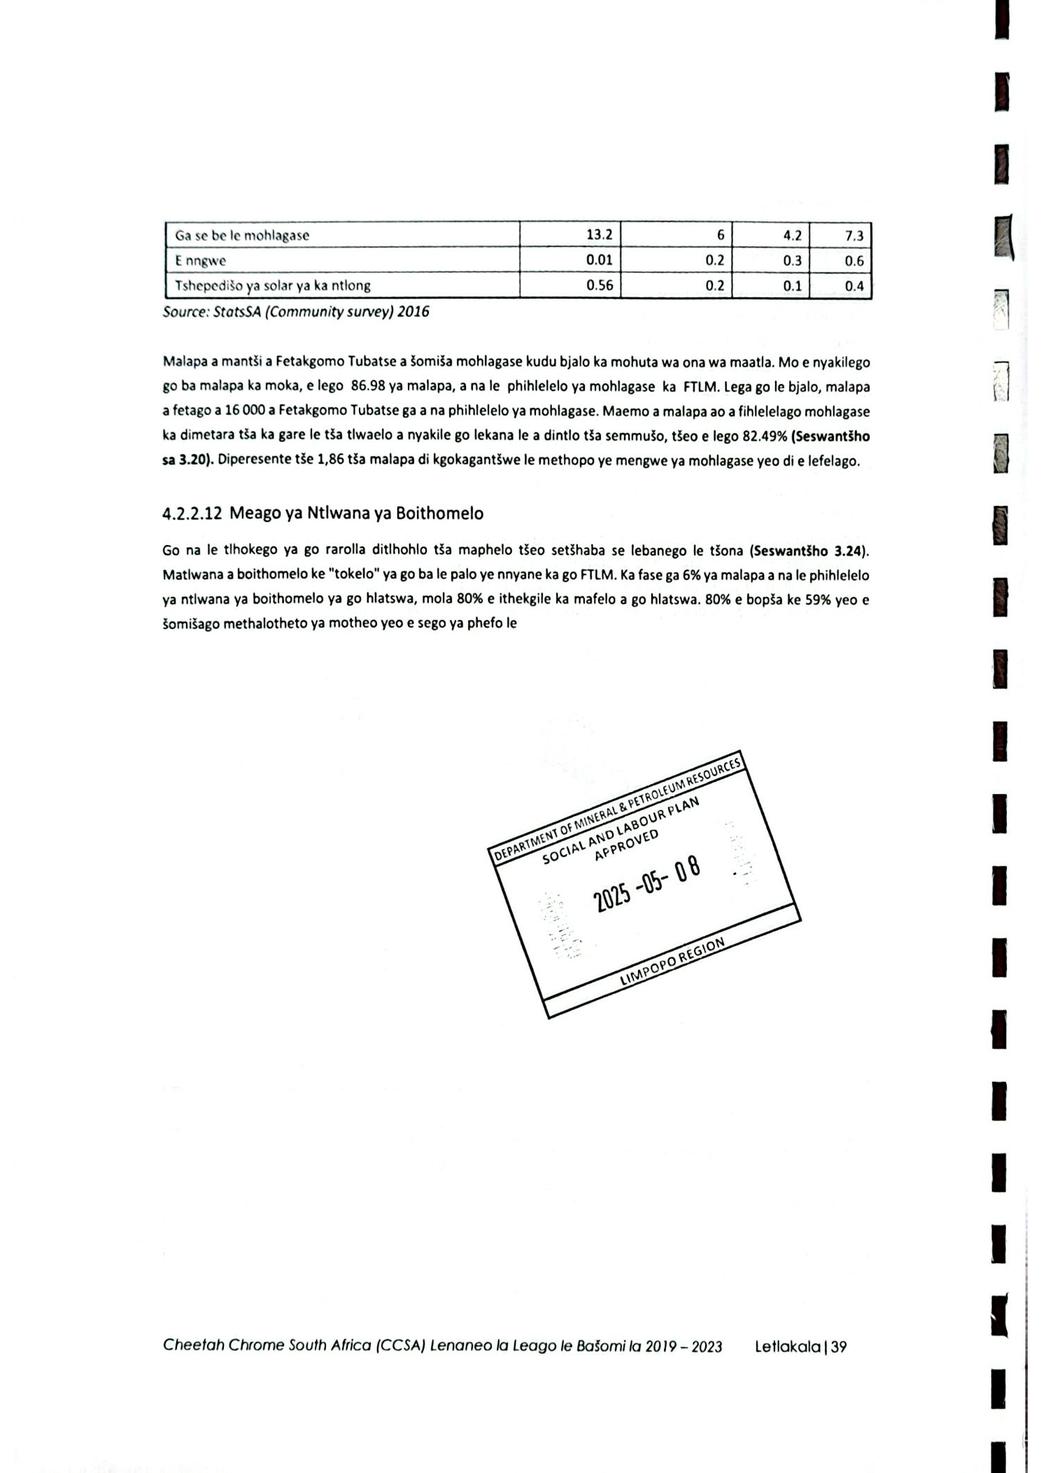 Ga se be le mohlagase 13.2 6 4.2 7.3
E nngwe 0.01 0.2 0.3 0.6
Tshepedišo ya solar ya ka ntlong 0.56 0.2 0.1 0.4
Source: StatsSA (Community survey) 2016
Malapa a mantši a Fetakgomo Tubatse a šomiša mohlagase kudu bjalo ka mohuta wa ona wa maatla. Mo e nyakilego
go ba malapa ka moka, e lego 86.98 ya malapa, a na le phihlelelo ya mohlagase ka FTLM. Lega go le bjalo, malapa
a fetago a 16 000 a Fetakgomo Tubatse ga a na phihlelelo ya mohlagase. Maemo a malapa ao a fihlelelago mohlagase
ka dimetara tša ka gare le tša tlwaelo a nyakile go lekana le a dintlo tša semmušo, tšeo e lego 82.49% (Seswantšho
sa 3.20). Diperesente tše 1,86 tša malapa di kgokagantšwe le methopo ye mengwe ya mohlagase yeo di e lefelago.
4.2.2.12 Meago ya Ntlwana ya Boithomelo
Go na le tlhokego ya go rarolla ditlhohlo tša maphelo tšeo setšhaba se lebanego le tšona (Seswantšho 3.24).
Matlwana a boithomelo ke "tokelo" ya go ba le palo ye nnyane ka go FTLM. Ka fase ga 6% ya malapa a na le phihlelelo
ya ntlwana ya boithomelo ya go hlatswa, mola 80% e ithekgile ka mafelo a go hlatswa. 80% e bopša ke 59% yeo e
šomišago methalotheto ya motheo yeo e sego ya phefo le
DEPARTMENT OF MINERAL & PETROLEUM RESOURCES
SOCIAL AND LABOUR PLAN
APPROVED
2025-05-08
LIMPOPO REGION
Cheetah Chrome South Africa (CCSA) Lenaneo la Leago le Bašomi la 2019 – 2023 Letlakala | 39